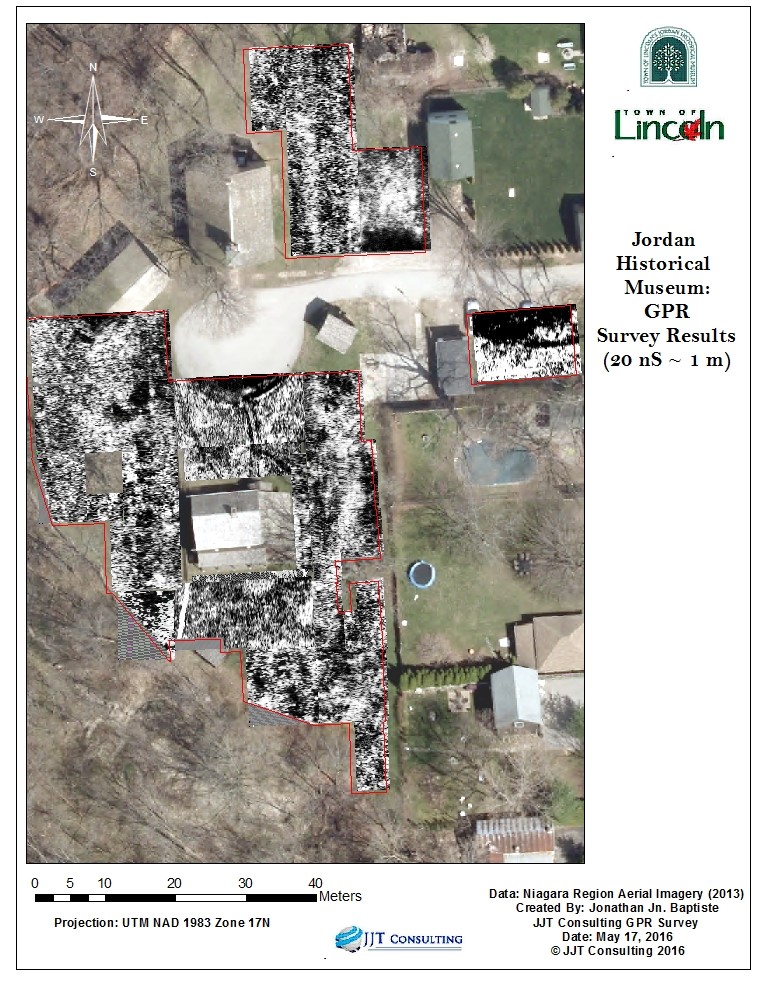 N
W
E
S
TOWN OF LINCOLN'S JORDAN HISTORICAL MUSEUM
TOWN OF
Lincoln
Jordan
Historical
Museum:
GPR
Survey Results
(20 nS ~ 1 m)
0 5 10 20 30 40
Meters
Projection: UTM NAD 1983 Zone 17N
JJT CONSULTING
Data: Niagara Region Aerial Imagery (2013)
Created By: Jonathan Jn. Baptiste
JJT Consulting GPR Survey
Date: May 17, 2016
© JJT Consulting 2016